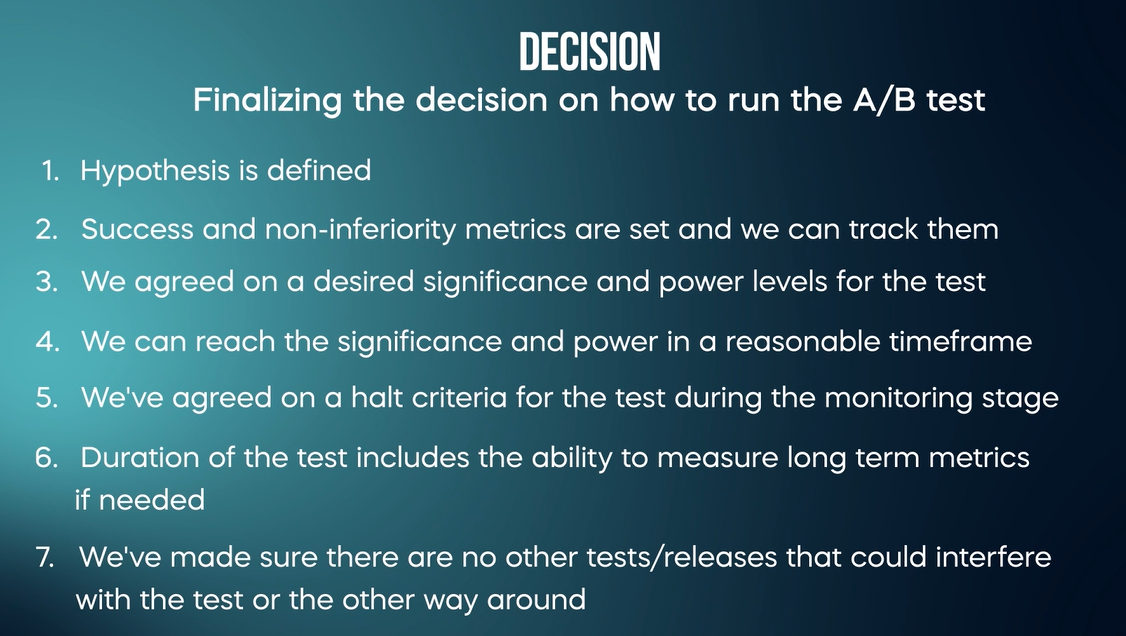 DECISION
Finalizing the decision on how to run the A/B test
1. Hypothesis is defined
2. Success and non-inferiority metrics are set and we can track them
3. We agreed on a desired significance and power levels for the test
4. We can reach the significance and power in a reasonable timeframe
5. We've agreed on a halt criteria for the test during the monitoring stage
6. Duration of the test includes the ability to measure long term metrics
if needed
7. We've made sure there are no other tests/releases that could interfere
with the test or the other way around